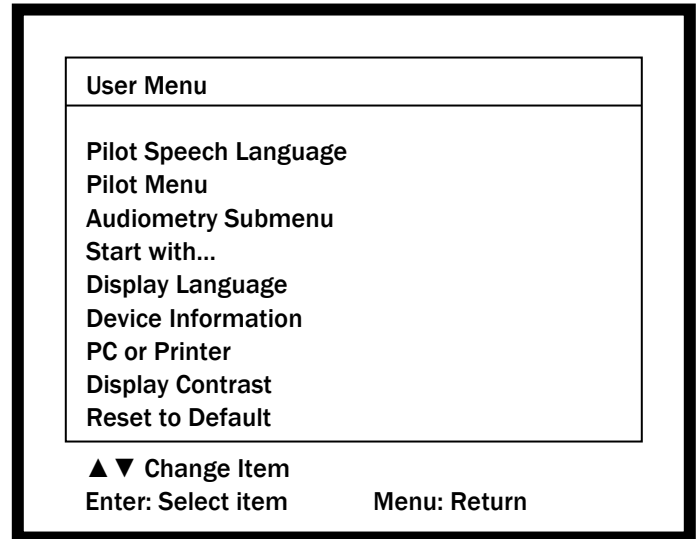 User Menu
Pilot Speech Language
Pilot Menu
Audiometry Submenu
Start with...
Display Language
Device Information
PC or Printer
Display Contrast
Reset to Default
▲▼ Change Item
Enter: Select item Menu: Return